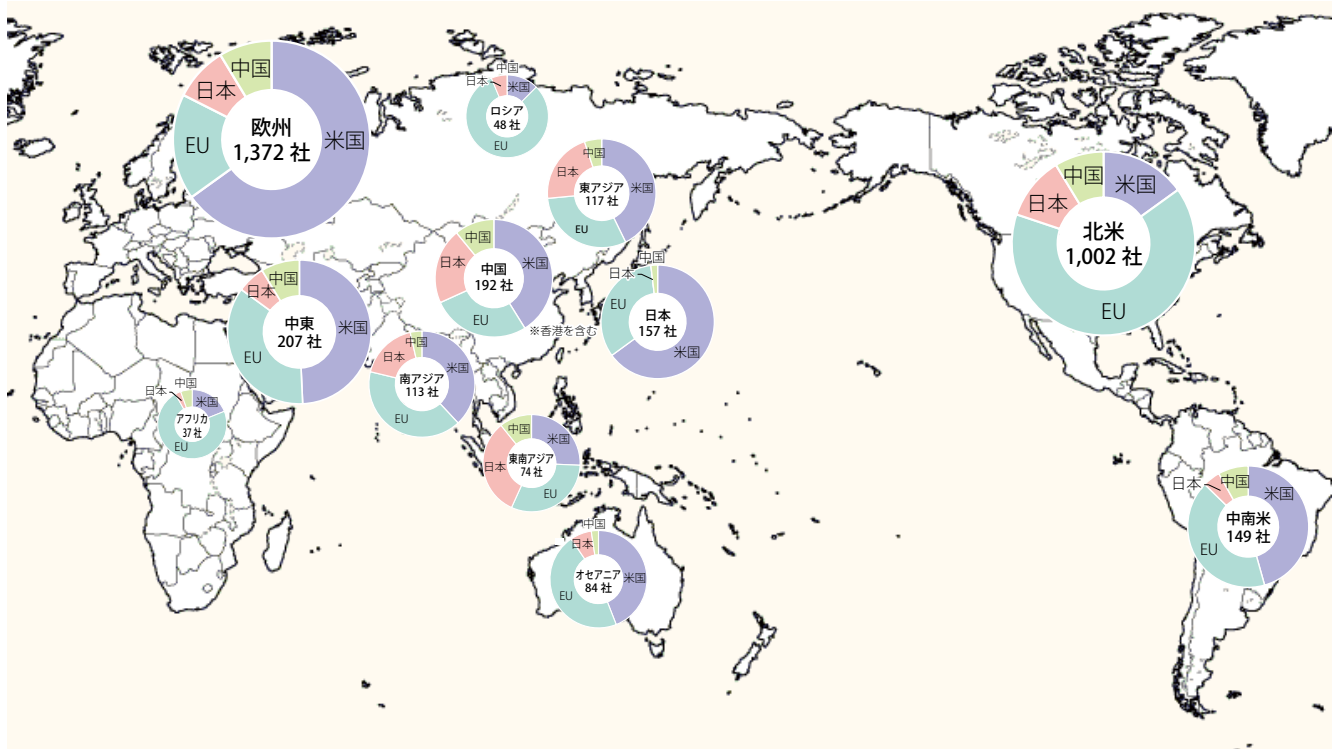 中国
日本
EU
米国
欧州
1,372 社
中国
日本
米国
ロシア
48 社
EU
中国
日本
米国
東アジア
117 社
EU
中国
日本
米国
中国
192 社
EU
※香港を含む
中国
日本
EU
日本
157 社
米国
中国
日本
米国
北米
1,002 社
EU
中国
日本
米国
中東
207 社
EU
中国
日本
米国
南アジア
113 社
EU
中国
日本
米国
アフリカ
37 社
EU
中国
米国
日本
東南アジア
74 社
EU
中国
日本
米国
オセアニア
84 社
EU
中国
日本
米国
中南米
149 社
EU